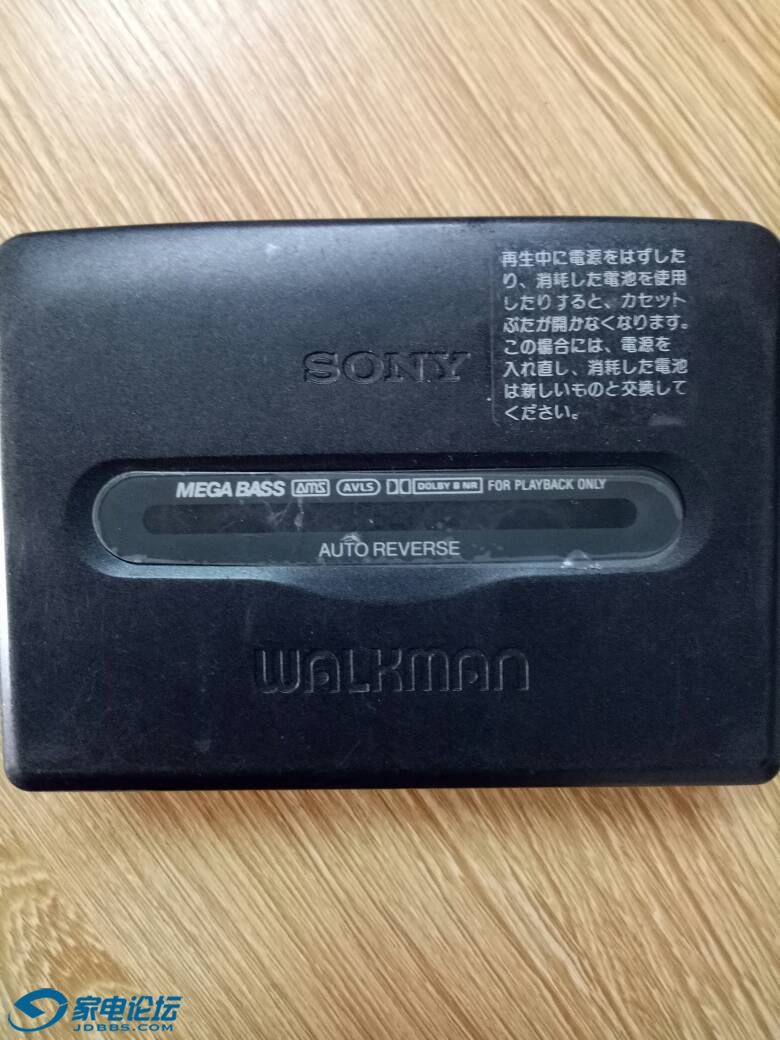 再生中に電源をはずした
り、消耗した電池を使用
したりすると、カセット
ぶたが開かなくなります。
この場合には、電源を
入れ直し、消耗した電池
は新しいものと交換して
ください。
SONY
MEGA BASS AMS AVLS DOLBY B NR FOR PLAYBACK ONLY
AUTO REVERSE
WALKMAN
家电论坛
JDBBS.COM